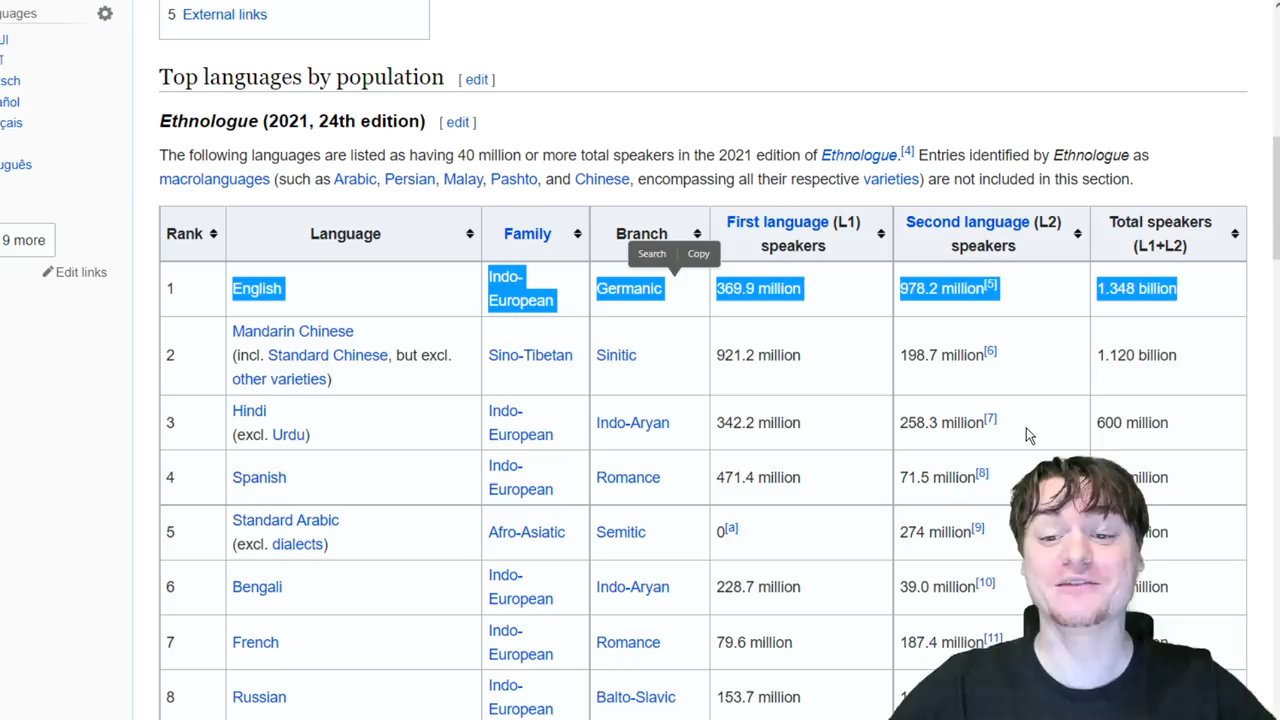 guages
5 External links
tsch
añol
çais
uguês
9 more
Edit links
Top languages by population [ edit ]
Ethnologue (2021, 24th edition) [ edit ]
The following languages are listed as having 40 million or more total speakers in the 2021 edition of Ethnologue.[4] Entries identified by Ethnologue as
macrolanguages (such as Arabic, Persian, Malay, Pashto, and Chinese, encompassing all their respective varieties) are not included in this section.
Rank Language Family Branch First language (L1) speakers Second language (L2) speakers Total speakers (L1+L2)
Search Copy
1 English Indo-European Germanic 369.9 million 978.2 million[5] 1.348 billion
2 Mandarin Chinese (incl. Standard Chinese, but excl. other varieties) Sino-Tibetan Sinitic 921.2 million 198.7 million[6] 1.120 billion
3 Hindi (excl. Urdu) Indo-European Indo-Aryan 342.2 million 258.3 million[7] 600 million
4 Spanish Indo-European Romance 471.4 million 71.5 million[8] million
5 Standard Arabic (excl. dialects) Afro-Asiatic Semitic 0[a] 274 million[9]
6 Bengali Indo-European Indo-Aryan 228.7 million 39.0 million[10]
7 French Indo-European Romance 79.6 million 187.4 million[11]
8 Russian Indo-European Balto-Slavic 153.7 million